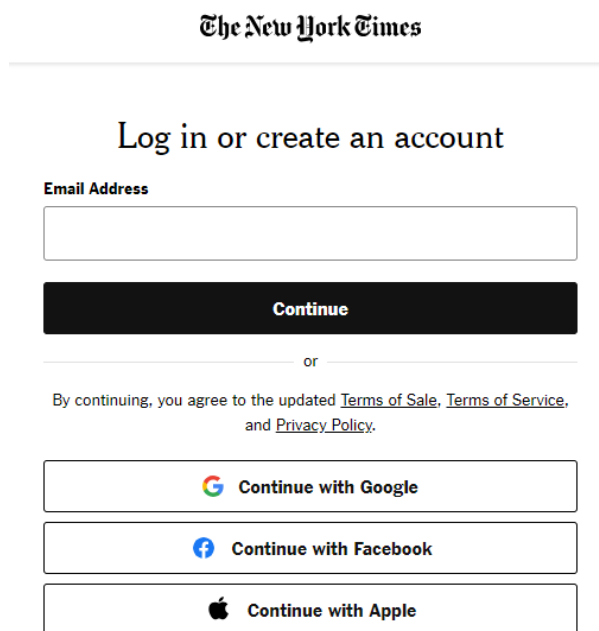 The New York Times
Log in or create an account
Email Address
Continue
or
By continuing, you agree to the updated Terms of Sale, Terms of Service,
and Privacy Policy.
Continue with Google
Continue with Facebook
Continue with Apple